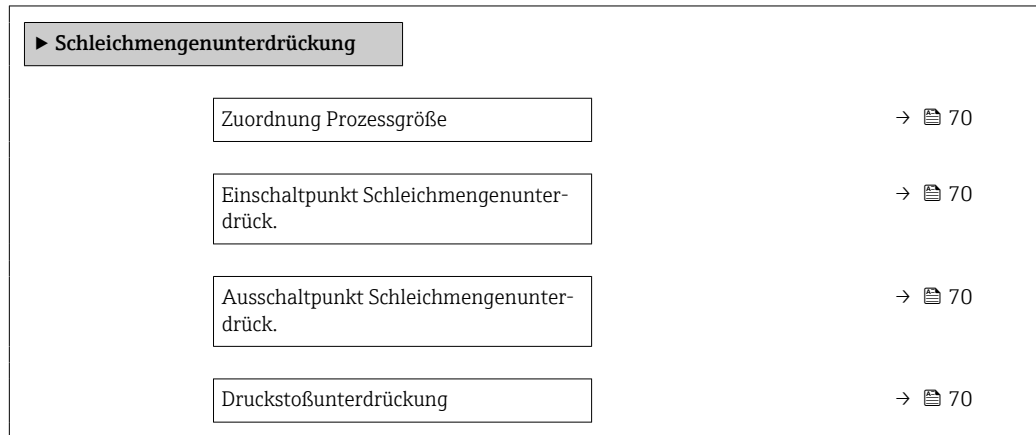 ▶ Schleichmengenunterdrückung
Zuordnung Prozessgröße → 70
Einschaltpunkt Schleichmengenunter-
drück. → 70
Ausschaltpunkt Schleichmengenunter-
drück. → 70
Druckstoßunterdrückung → 70